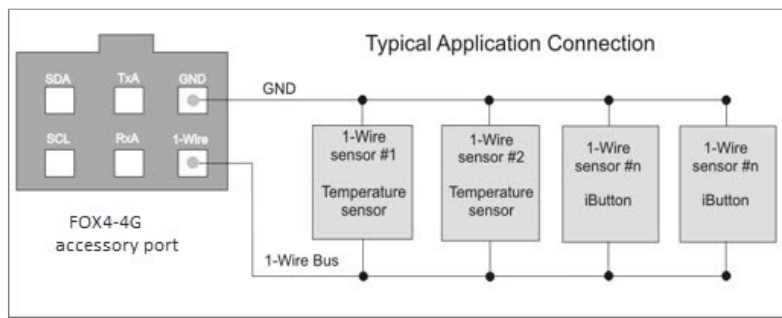 Typical Application Connection
SDA TxA GND
SCL RxA 1-Wire
FOX4-4G
accessory port
GND
1-Wire Bus
1-Wire
sensor #1
Temperature
sensor
1-Wire
sensor #2
Temperature
sensor
1-Wire
sensor #n
iButton
1-Wire
sensor #n
iButton